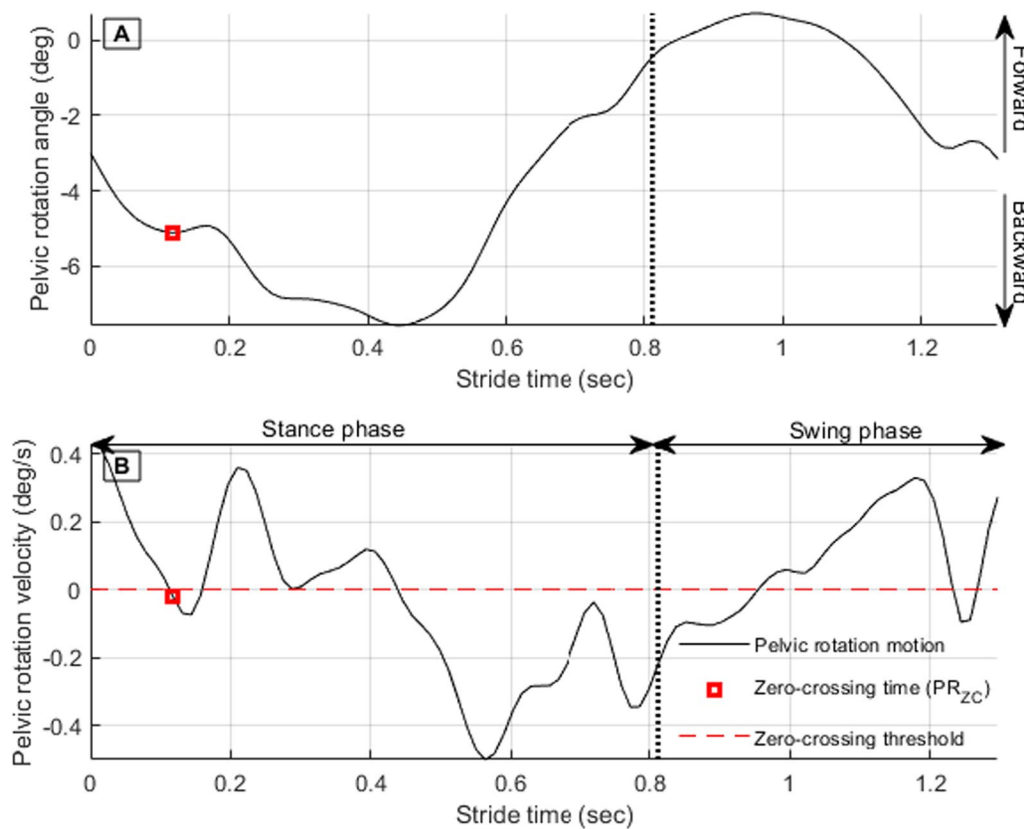 A
Pelvic rotation angle (deg)
0
-2
-4
-6
0 0.2 0.4 0.6 0.8 1 1.2
Stride time (sec)
Forward
Backward
Stance phase
Swing phase
B
Pelvic rotation velocity (deg/s)
0.4
0.2
0
-0.2
-0.4
Pelvic rotation motion
Zero-crossing time (PR_ZC)
Zero-crossing threshold
0 0.2 0.4 0.6 0.8 1 1.2
Stride time (sec)